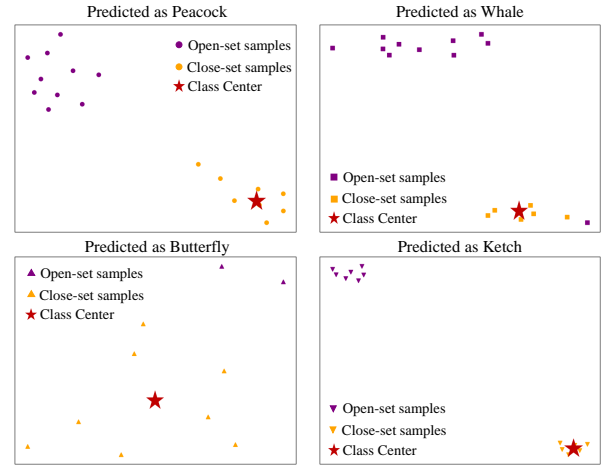 Predicted as Peacock
Open-set samples
Close-set samples
Class Center
Predicted as Whale
Open-set samples
Close-set samples
Class Center
Predicted as Butterfly
Open-set samples
Close-set samples
Class Center
Predicted as Ketch
Open-set samples
Close-set samples
Class Center